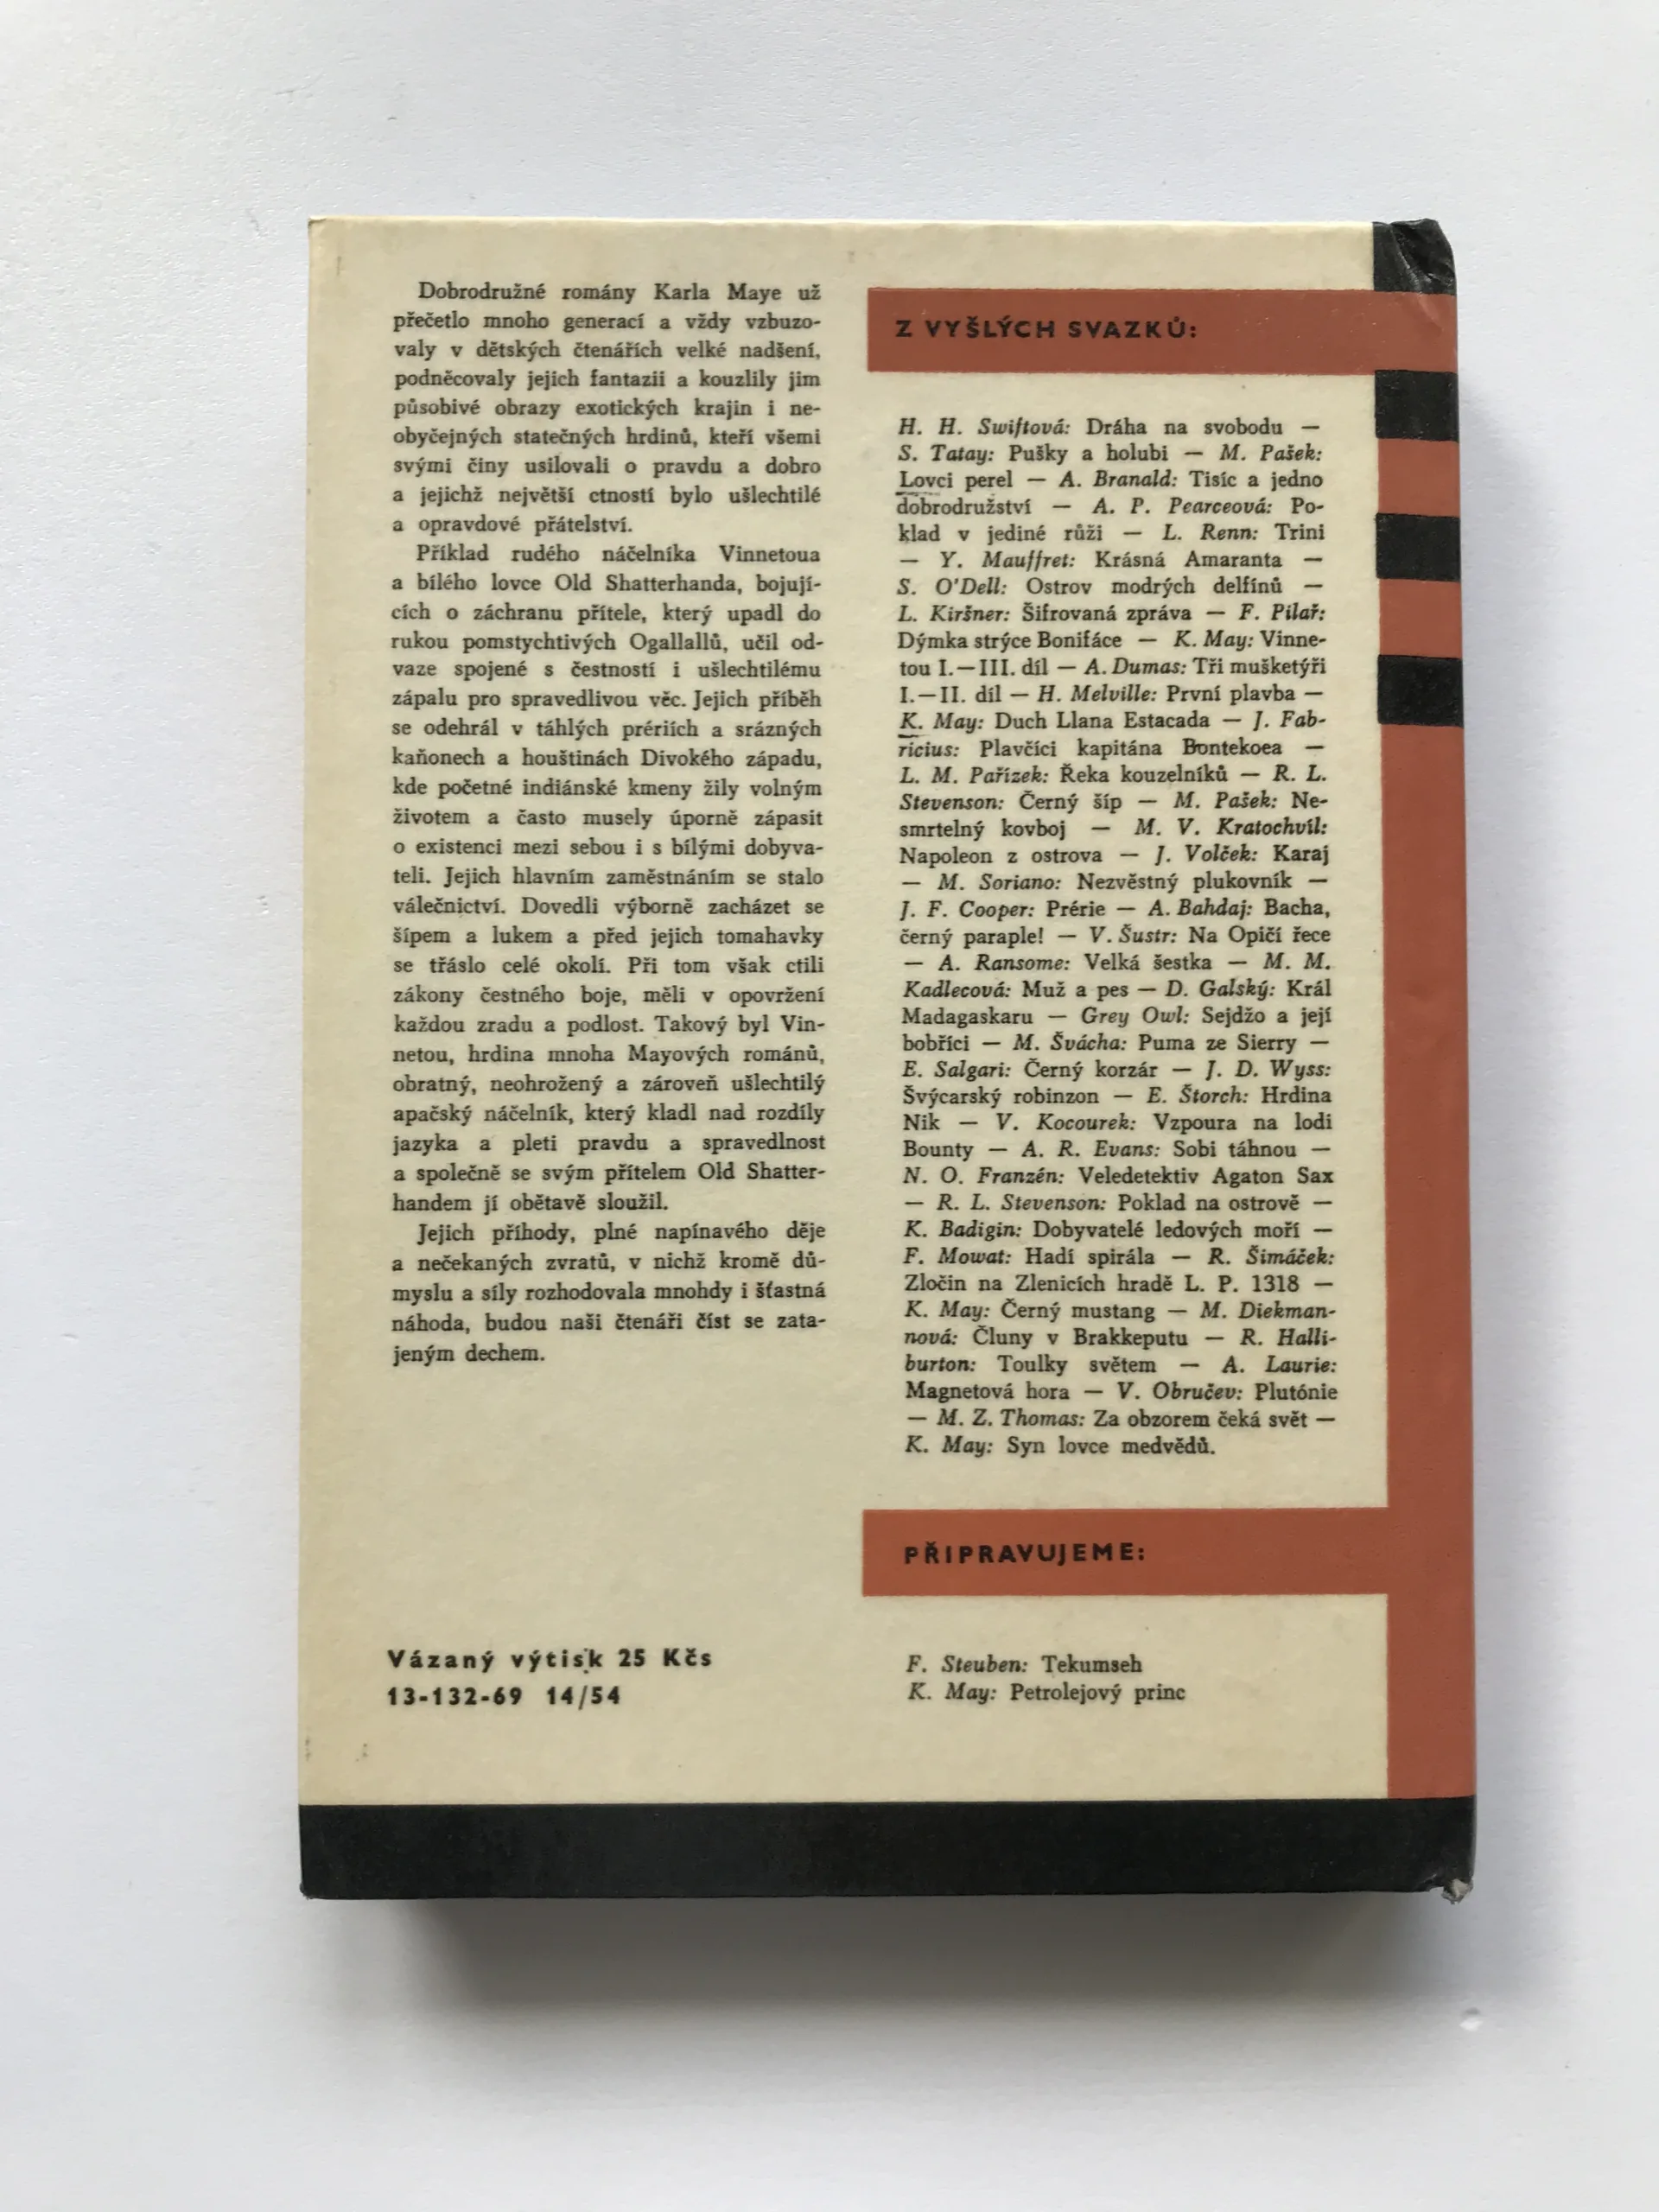 Dobrodružné romány Karla Maye už
přečetlo mnoho generací a vždy vzbuzo-
valy v dětských čtenářích velké nadšení,
podněcovaly jejich fantazii a kouzlily jim
působivé obrazy exotických krajin i ne-
obyčejných statečných hrdinů, kteří všemi
svými činy usilovali o pravdu a dobro
a jejichž největší ctností bylo ušlechtilé
a opravdové přátelství.
Příklad rudého náčelníka Vinnetoua
a bílého lovce Old Shatterhanda, bojují-
cích o záchranu přítele, který upadl do
rukou pomstychtivých Ogallallů, učil od-
vaze spojené s čestností i ušlechtilému
zápalu pro spravedlivou věc. Jejich příběh
se odehrál v táhlých prériích a srázných
kaňonech a houštinách Divokého západu,
kde početné indiánské kmeny žily volným
životem a často musely úporně zápasit
o existenci mezi sebou i s bílými dobyva-
teli. Jejich hlavním zaměstnáním se stalo
válečnictví. Dovedli výborně zacházet se
šípem a lukem a před jejich tomahavky
se třáslo celé okolí. Při tom však ctili
zákony čestného boje, měli v opovržení
každou zradu a podlost. Takový byl Vin-
netou, hrdina mnoha Mayových románů,
obratný, neohrožený a zároveň ušlechtilý
apačský náčelník, který kladl nad rozdíly
jazyka a pleti pravdu a spravedlnost
a společně se svým přítelem Old Shatter-
handem jí obětavě sloužil.
Jejich příhody, plné napínavého děje
a nečekaných zvratů, v nichž kromě dů-
myslu a síly rozhodovala mnohdy i šťastná
náhoda, budou naši čtenáři číst se zata-
jeným dechem.
Vázaný výtisk 25 Kčs
13-132-69 14/54
Z VYŠLÝCH SVAZKŮ:
H. H. Swiftová: Dráha na svobodu —
S. Tatay: Pušky a holubi — M. Pašek:
Lovci perel — A. Branald: Tisíc a jedno
dobrodružství — A. P. Pearceová: Po-
klad v jediné růži — L. Renn: Trini
— Y. Mauffret: Krásná Amaranta —
S. O'Dell: Ostrov modrých delfínů —
L. Kiršner: Šifrovaná zpráva — F. Pilař:
Dýmka strýce Bonifáce — K. May: Vinne-
tou I.—III. díl — A. Dumas: Tři mušketýři
I.—II. díl — H. Melville: První plavba —
K. May: Duch Llana Estacada — J. Fab-
ricius: Plavčíci kapitána Bontekoea —
L. M. Pařízek: Řeka kouzelníků — R. L.
Stevenson: Černý šíp — M. Pašek: Ne-
smrtelný kovboj — M. V. Kratochvíl:
Napoleon z ostrova — J. Volček: Karaj
— M. Soriano: Nezvěstný plukovník —
J. F. Cooper: Prérie — A. Bahdaj: Bacha,
černý paraple! — V. Šustr: Na Opičí řece
— A. Ransome: Velká šestka — M. M.
Kadlecová: Muž a pes — D. Galský: Král
Madagaskaru — Grey Owl: Sejdžo a její
bobříci — M. Švácha: Puma ze Sierry —
E. Salgari: Černý korzár — J. D. Wyss:
Švýcarský robinzon — E. Štorch: Hrdina
Nik — V. Kocourek: Vzpoura na lodi
Bounty — A. R. Evans: Sobi táhnou —
N. O. Franzén: Veledetektiv Agaton Sax
— R. L. Stevenson: Poklad na ostrově —
K. Badigin: Dobyvatelé ledových moří —
F. Mowat: Hadí spirála — R. Šimáček:
Zločin na Zlenicích hradě L. P. 1318 —
K. May: Černý mustang — M. Diekman-
nová: Čluny v Brakkeputu — R. Halli-
burton: Toulky světem — A. Laurie:
Magnetová hora — V. Obručev: Plutónie
— M. Z. Thomas: Za obzorem čeká svět —
K. May: Syn lovce medvědů.
PŘIPRAVUJEME:
F. Steuben: Tekumseh
K. May: Petrolejový princ